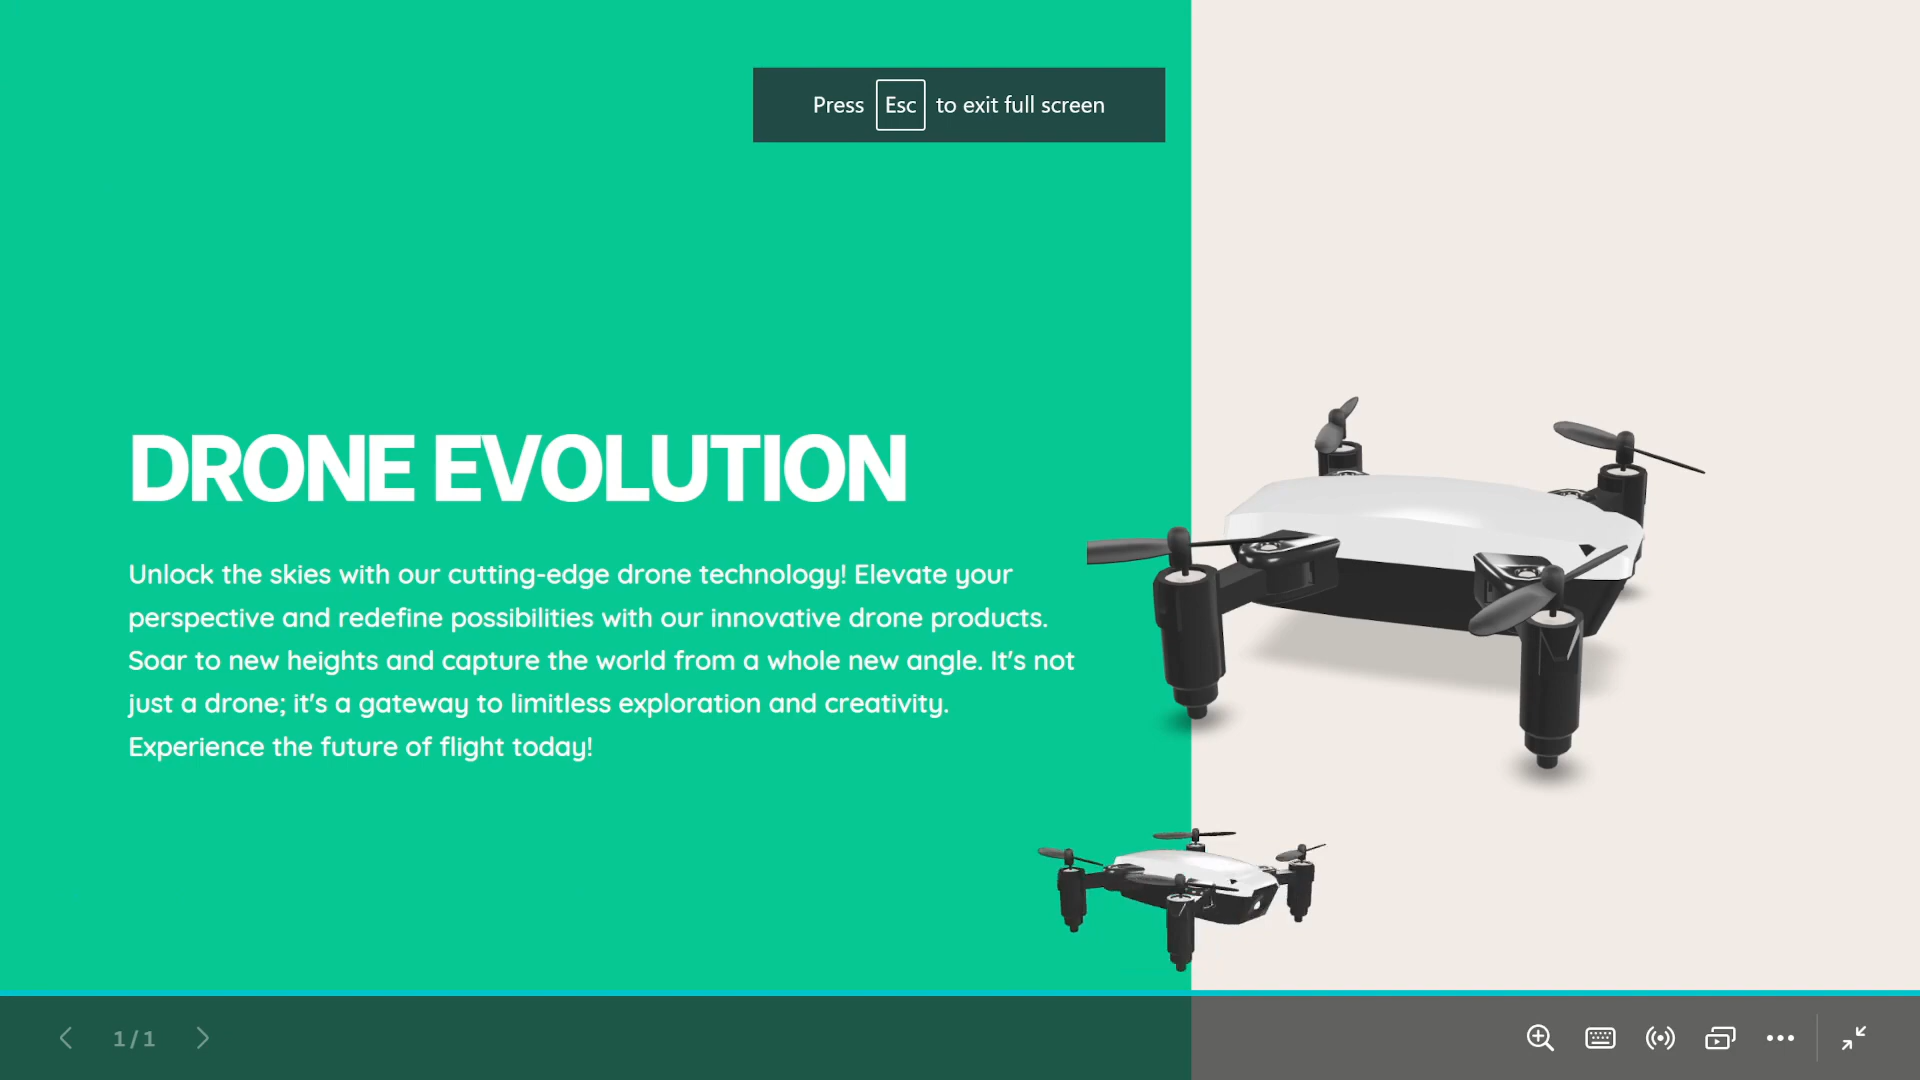 Press Esc to exit full screen
DRONE EVOLUTION
Unlock the skies with our cutting-edge drone technology! Elevate your
perspective and redefine possibilities with our innovative drone products.
Soar to new heights and capture the world from a whole new angle. It's not
just a drone; it's a gateway to limitless exploration and creativity.
Experience the future of flight today!
1/1